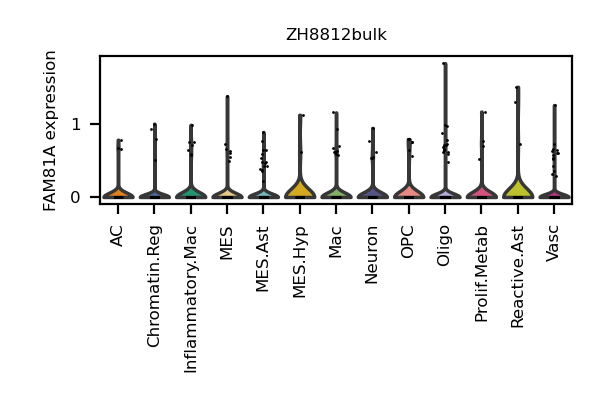 ZH8812bulk
FAM81A expression
1
0
AC
Chromatin.Reg
Inflammatory.Mac
MES
MES.Ast
MES.Hyp
Mac
Neuron
OPC
Oligo
Prolif.Metab
Reactive.Ast
Vasc